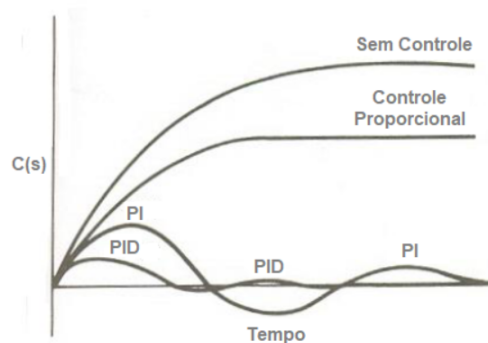 Sem Controle
Controle
Proporcional
C(s)
PI
PID
PID
PI
Tempo